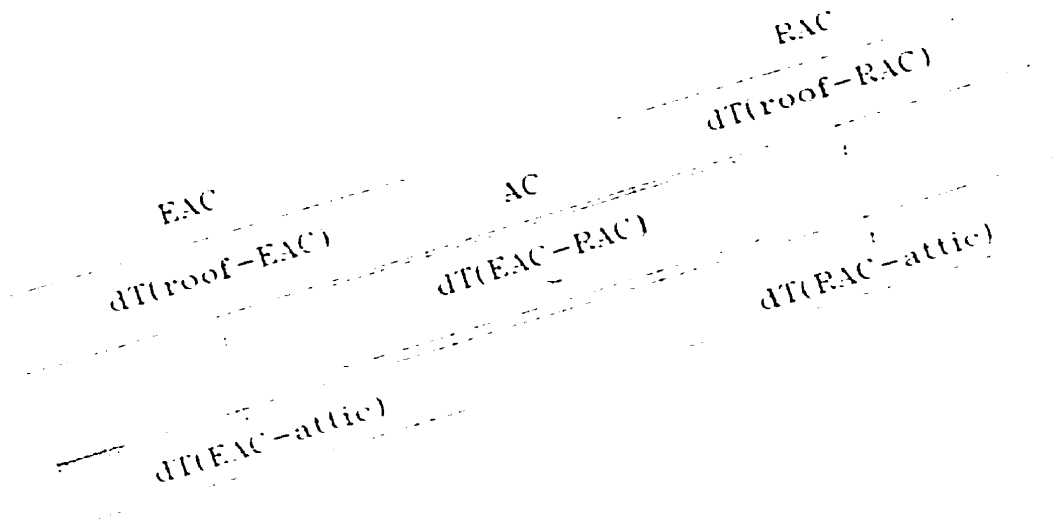 RAC
dT(roof-RAC)
EAC
AC
dT(roof-EAC)
dT(EAC-RAC)
dT(RAC-attic)
dT(EAC-attic)